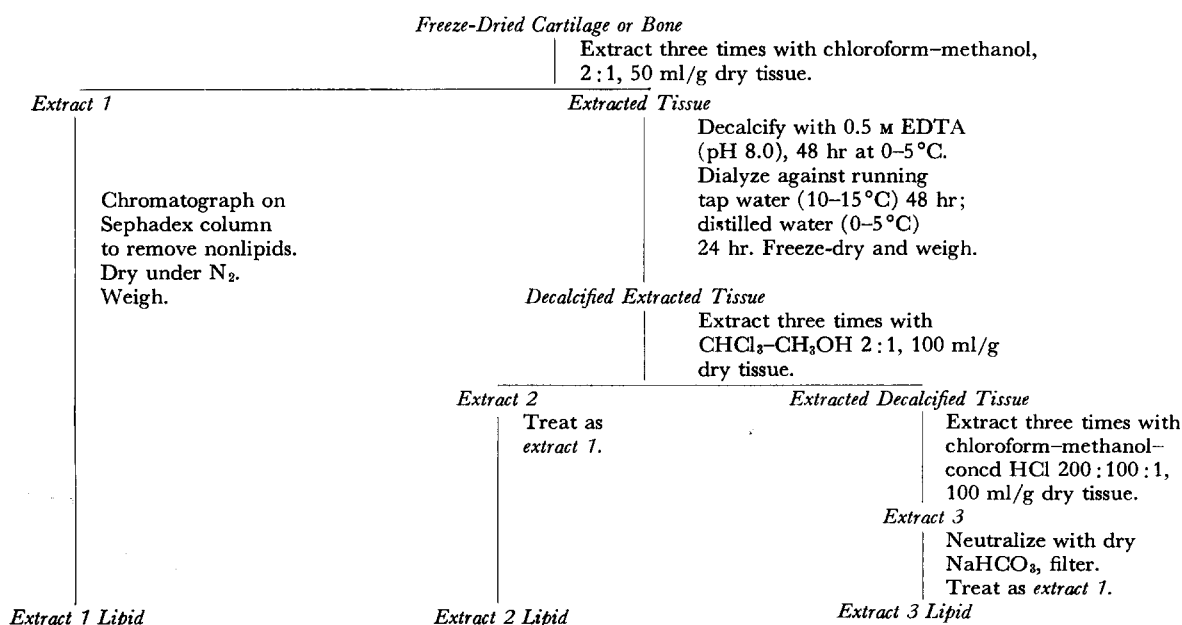 Freeze-Dried Cartilage or Bone
Extract three times with chloroform–methanol,
2 : 1, 50 ml/g dry tissue.
Extract 1
Extracted Tissue
Chromatograph on
Sephadex column
to remove nonlipids.
Dry under N₂.
Weigh.
Decalcify with 0.5 M EDTA
(pH 8.0), 48 hr at 0–5°C.
Dialyze against running
tap water (10–15°C) 48 hr;
distilled water (0–5°C)
24 hr. Freeze-dry and weigh.
Decalcified Extracted Tissue
Extract three times with
CHCl₃–CH₃OH 2 : 1, 100 ml/g
dry tissue.
Extract 2
Extracted Decalcified Tissue
Treat as
extract 1.
Extract three times with
chloroform–methanol–
concd HCl 200 : 100 : 1,
100 ml/g dry tissue.
Extract 3
Neutralize with dry
NaHCO₃, filter.
Treat as extract 1.
Extract 1 Lipid
Extract 2 Lipid
Extract 3 Lipid